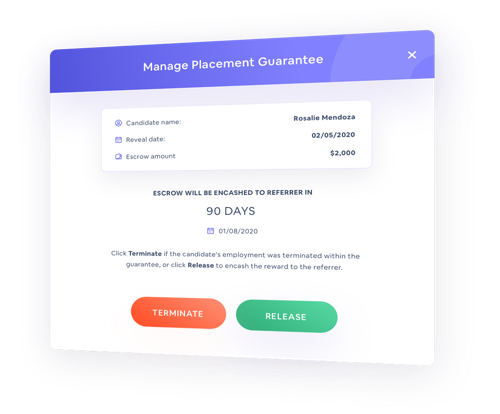 Manage Placement Guarantee
Candidate name: Rosalie Mendoza
Reveal date: 02/05/2020
Escrow amount $2,000
ESCROW WILL BE ENCASHED TO REFERRER IN
90 DAYS
01/08/2020
Click Terminate if the candidate's employment was terminated within the
guarantee, or click Release to encash the reward to the referrer.
TERMINATE RELEASE